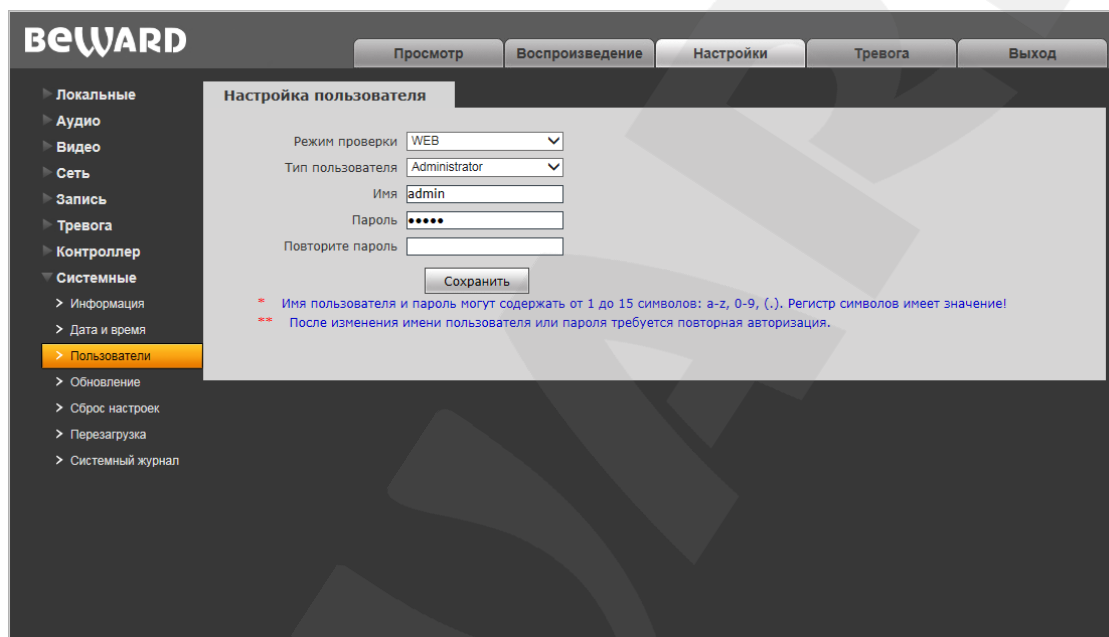 BEWARD
Просмотр Воспроизведение Настройки Тревога Выход
Локальные
Аудио
Видео
Сеть
Запись
Тревога
Контроллер
Системные
Информация
Дата и время
Пользователи
Обновление
Сброс настроек
Перезагрузка
Системный журнал
Настройка пользователя
Режим проверки WEB
Тип пользователя Administrator
Имя admin
Пароль •••••
Повторите пароль
Сохранить
* Имя пользователя и пароль могут содержать от 1 до 15 символов: a-z, 0-9, (.). Регистр символов имеет значение!
** После изменения имени пользователя или пароля требуется повторная авторизация.